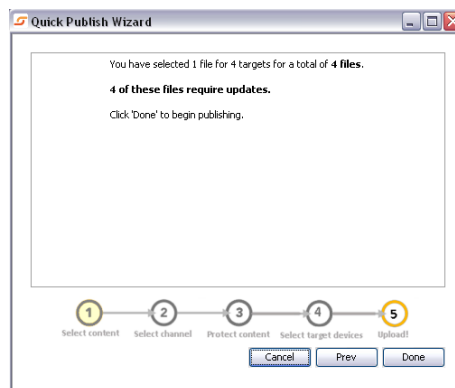 Quick Publish Wizard
You have selected 1 file for 4 targets for a total of 4 files.
4 of these files require updates.
Click 'Done' to begin publishing.
1 2 3 4 5
Select content Select channel Protect content Select target devices Upload!
Cancel Prev Done